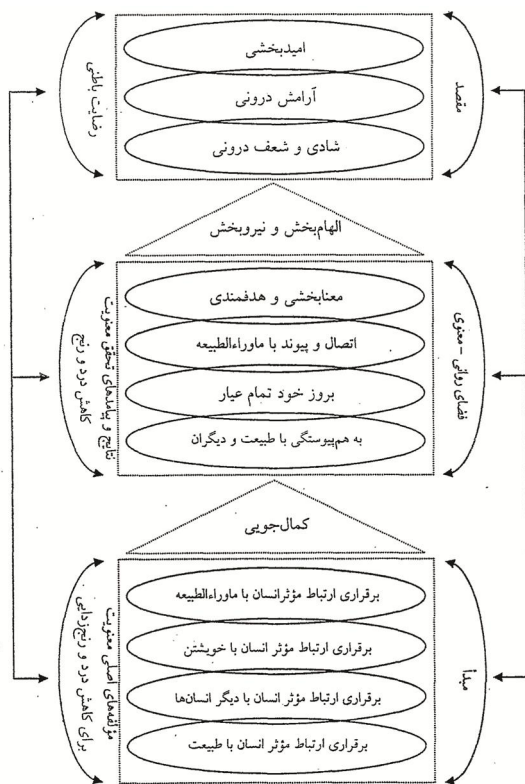 مقصد
امیدبخشی
آرامش درونی
شادی و شعف درونی
رضایت باطنی
الهام‌بخش و نیروبخش
فضای روانی - معنوی
معنابخشی و هدفمندی
اتصال و پیوند با ماوراءالطبیعه
بروز خود تمام عیار
به هم‌پیوستگی با طبیعت و دیگران
نتایج و پیامدهای تحقق معنویت
کاهش درد و رنج
کمال‌جویی
مبدأ
برقراری ارتباط مؤثرانسان با ماوراءالطبیعه
برقراری ارتباط مؤثر انسان با خویشتن
برقراری ارتباط مؤثر انسان با دیگر انسان‌ها
برقراری ارتباط مؤثر انسان با طبیعت
مؤلفه‌های اصلی معنویت
برای کاهش درد و رنج‌زدایی